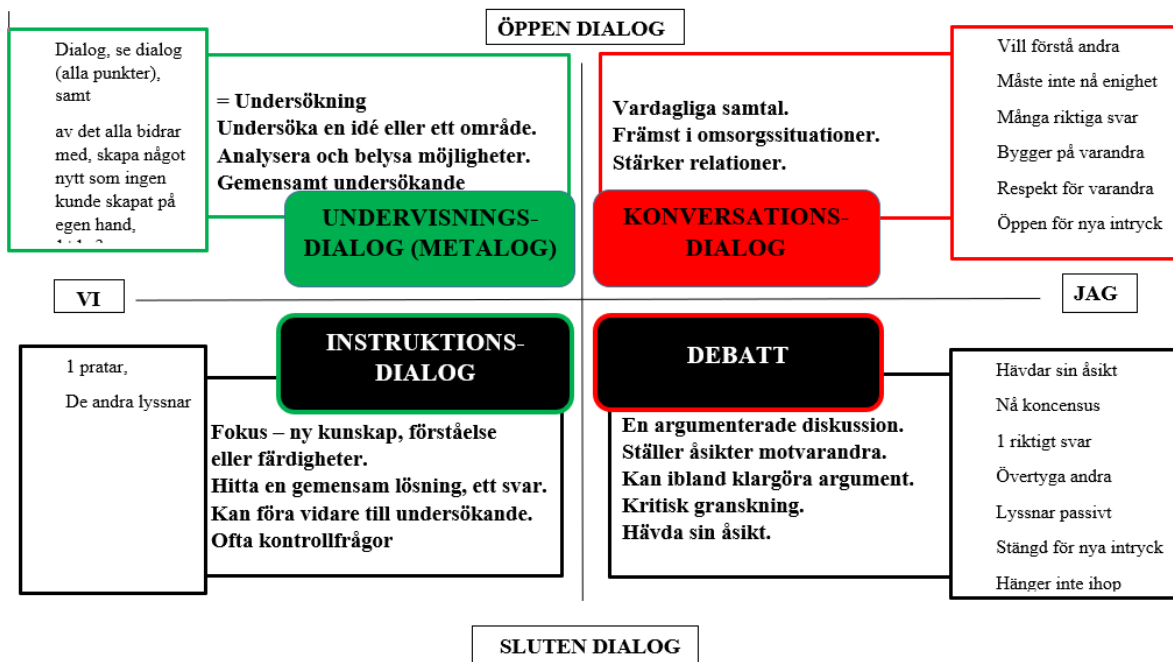 ÖPPEN DIALOG
Dialog, se dialog
(alla punkter),
samt
av det alla bidrar
med, skapa något
nytt som ingen
kunde skapat på
egen hand,
= Undersökning
Undersöka en idé eller ett område.
Analysera och belysa möjligheter.
Gemensamt undersökande
UNDERVISNINGS-
DIALOG (METALOG)
Vardagliga samtal.
Främst i omsorgssituationer.
Stärker relationer.
KONVERSATIONS-
DIALOG
Vill förstå andra
Måste inte nå enighet
Många riktiga svar
Bygger på varandra
Respekt för varandra
Öppen för nya intryck
VI
JAG
INSTRUKTIONS-
DIALOG
1 pratar,
De andra lyssnar
Fokus – ny kunskap, förståelse
eller färdigheter.
Hitta en gemensam lösning, ett svar.
Kan föra vidare till undersökande.
Ofta kontrollfrågor
DEBATT
En argumenterade diskussion.
Ställer åsikter motvarandra.
Kan ibland klargöra argument.
Kritisk granskning.
Hävda sin åsikt.
Hävdar sin åsikt
Nå koncensus
1 riktigt svar
Övertyga andra
Lyssnar passivt
Stängd för nya intryck
Hänger inte ihop
SLUTEN DIALOG